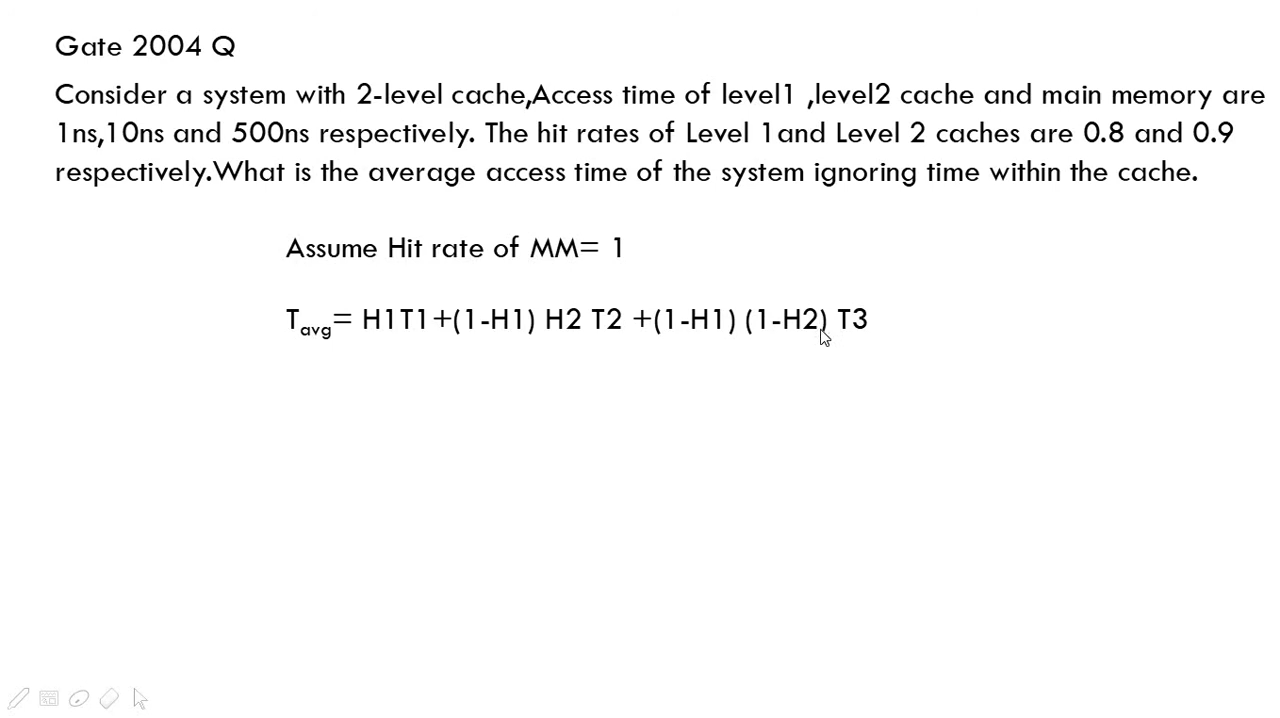 Gate 2004 Q
Consider a system with 2-level cache,Access time of level1 ,level2 cache and main memory are
1ns,10ns and 500ns respectively. The hit rates of Level 1and Level 2 caches are 0.8 and 0.9
respectively.What is the average access time of the system ignoring time within the cache.
Assume Hit rate of MM= 1
Tavg= H1T1+(1-H1) H2 T2 +(1-H1) (1-H2) T3